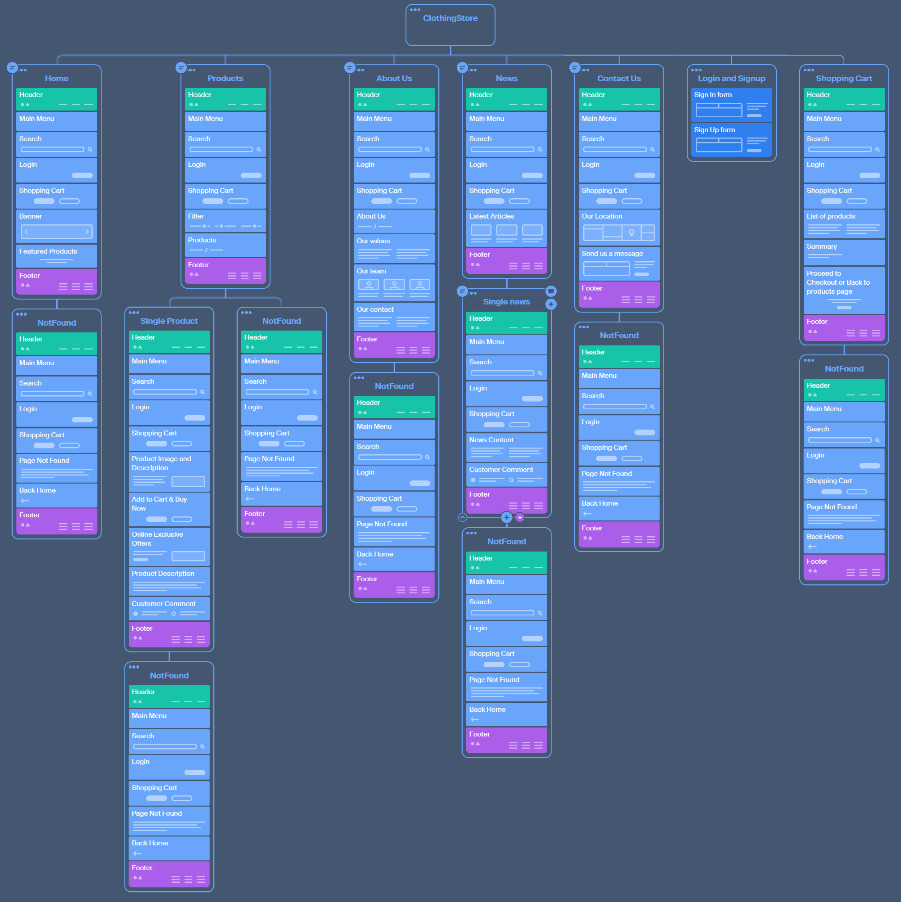 ClothingStore
Home
Header
Main Menu
Search
Login
Shopping Cart
Banner
Featured Products
Footer
NotFound
Header
Main Menu
Search
Login
Shopping Cart
Page Not Found
Back Home
Footer
Products
Header
Main Menu
Search
Login
Shopping Cart
Filter
Products
Footer
Single Product
Header
Main Menu
Search
Login
Shopping Cart
Product Image and
Description
Add to Cart & Buy
Now
Online Exclusive
Offers
Product Description
Customer Comment
Footer
NotFound
Header
Main Menu
Search
Login
Shopping Cart
Page Not Found
Back Home
Footer
NotFound
Header
Main Menu
Search
Login
Shopping Cart
Page Not Found
Back Home
Footer
About Us
Header
Main Menu
Search
Login
Shopping Cart
About Us
Our values
Our team
Our contact
Footer
NotFound
Header
Main Menu
Search
Login
Shopping Cart
Page Not Found
Back Home
Footer
News
Header
Main Menu
Search
Login
Shopping Cart
Latest Articles
Footer
Single news
Header
Main Menu
Search
Login
Shopping Cart
News Content
Customer Comment
Footer
NotFound
Header
Main Menu
Search
Login
Shopping Cart
Page Not Found
Back Home
Footer
Contact Us
Header
Main Menu
Search
Login
Shopping Cart
Our Location
Send us a message
Footer
NotFound
Header
Main Menu
Search
Login
Shopping Cart
Page Not Found
Back Home
Footer
Login and Signup
Sign In form
Sign Up form
Shopping Cart
Header
Main Menu
Search
Login
Shopping Cart
List of products
Summary
Proceed to
Checkout or Back to
products page
Footer
NotFound
Header
Main Menu
Search
Login
Shopping Cart
Page Not Found
Back Home
Footer